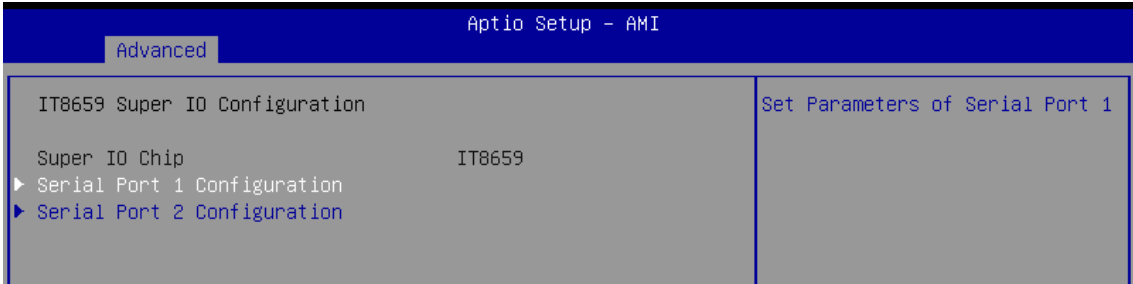 Aptio Setup – AMI
Advanced
IT8659 Super IO Configuration
Set Parameters of Serial Port 1
Super IO Chip IT8659
Serial Port 1 Configuration
Serial Port 2 Configuration